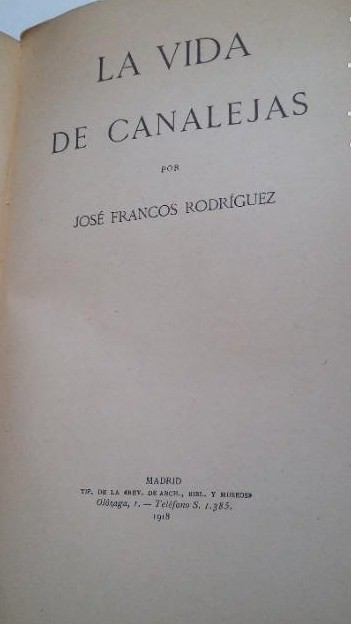 LA VIDA
DE CANALEJAS
POR
JOSÉ FRANCOS RODRÍGUEZ
MADRID
TIP. DE LA «REV. DE ARCH., BIBL. Y MUSEOS»
Olózaga, 1.—Teléfono S. 1.385.
1918